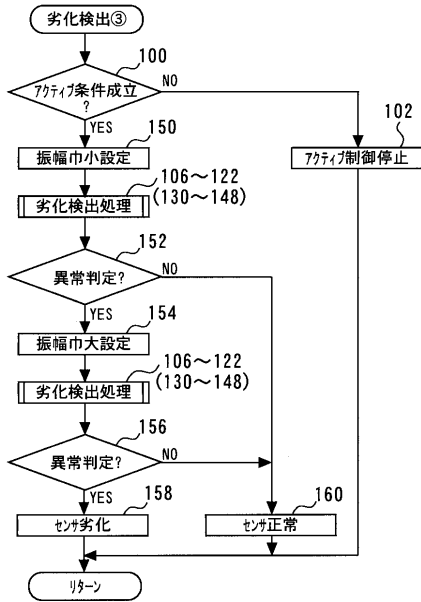 劣化検出③
100
アクティブ条件成立
?
NO
YES
150
102
振幅巾小設定
アクティブ制御停止
106～122
(130～148)
劣化検出処理
152
異常判定?
NO
YES
154
振幅巾大設定
106～122
(130～148)
劣化検出処理
156
異常判定?
NO
YES
158
160
センサ劣化
センサ正常
リターン